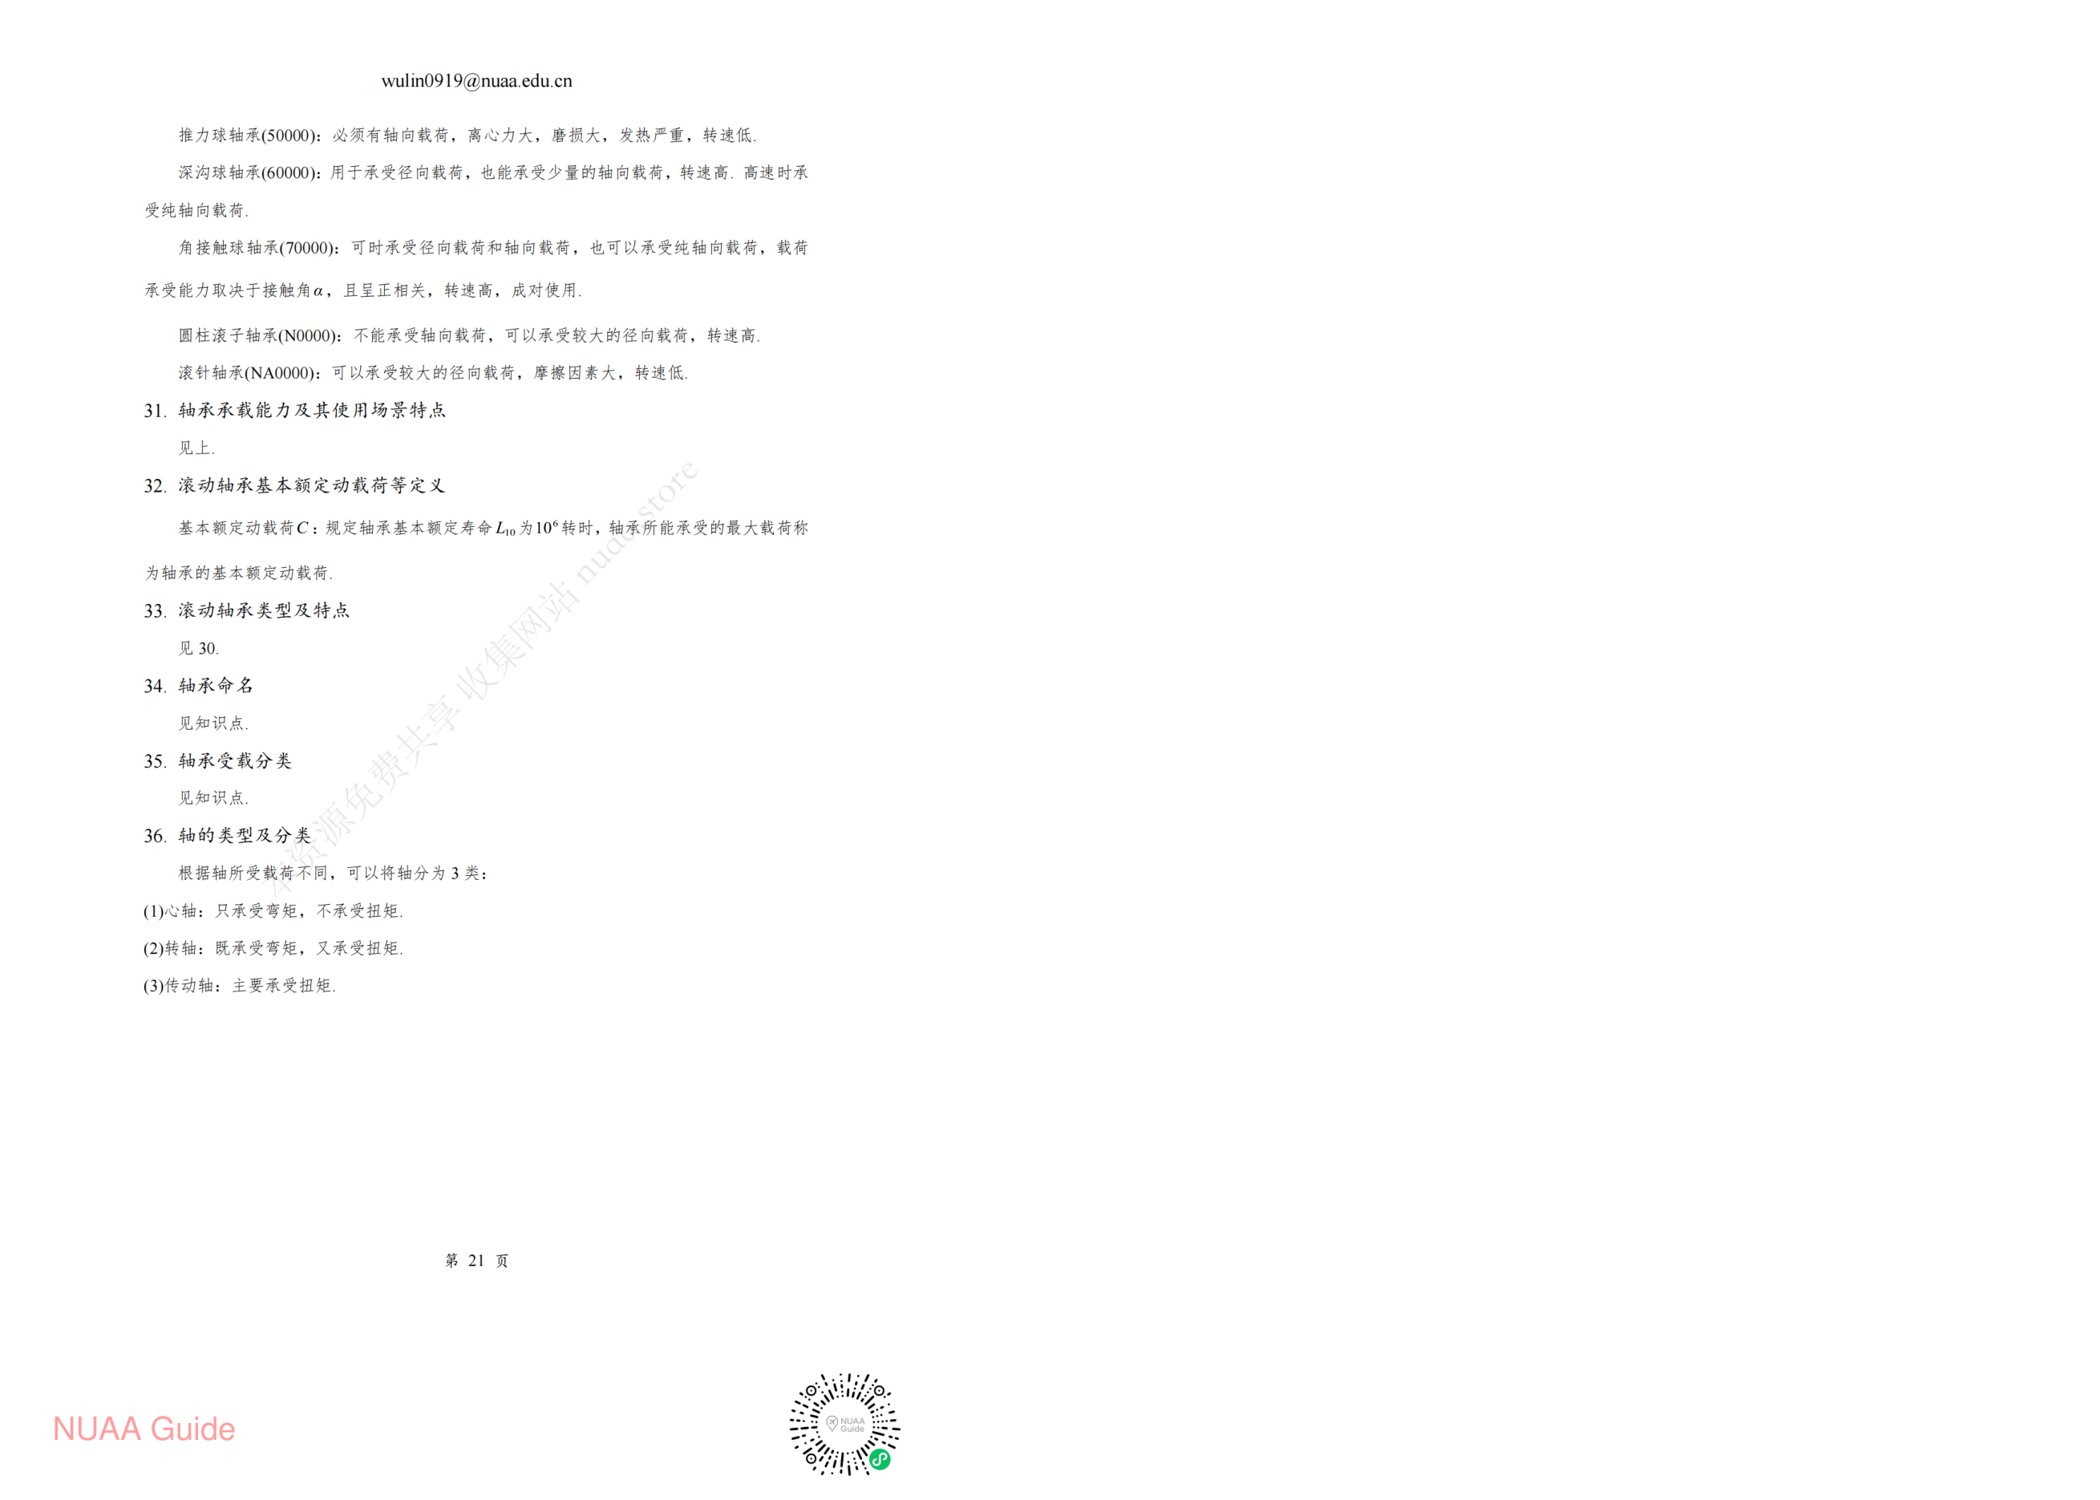 wulin0919@nuaa.edu.cn
推力球轴承(50000)：必须有轴向载荷，离心力大，磨损大，发热严重，转速低.
深沟球轴承(60000)：用于承受径向载荷，也能承受少量的轴向载荷，转速高. 高速时承
受纯轴向载荷.
角接触球轴承(70000)：可时承受径向载荷和轴向载荷，也可以承受纯轴向载荷，载荷
承受能力取决于接触角α，且呈正相关，转速高，成对使用.
圆柱滚子轴承(N0000)：不能承受轴向载荷，可以承受较大的径向载荷，转速高.
滚针轴承(NA0000)：可以承受较大的径向载荷，摩擦因素大，转速低.
31. 轴承承载能力及其使用场景特点
见上.
32. 滚动轴承基本额定动载荷等定义
基本额定动载荷C：规定轴承基本额定寿命L₁₀为10⁶转时，轴承所能承受的最大载荷称
为轴承的基本额定动载荷.
33. 滚动轴承类型及特点
见 30.
34. 轴承命名
见知识点.
35. 轴承受载分类
见知识点.
36. 轴的类型及分类
根据轴所受载荷不同，可以将轴分为 3 类：
(1)心轴：只承受弯矩，不承受扭矩.
(2)转轴：既承受弯矩，又承受扭矩.
(3)传动轴：主要承受扭矩.
本资源免费共享 收集网站 nuaa.store
第 21 页
NUAA Guide
NUAA
Guide